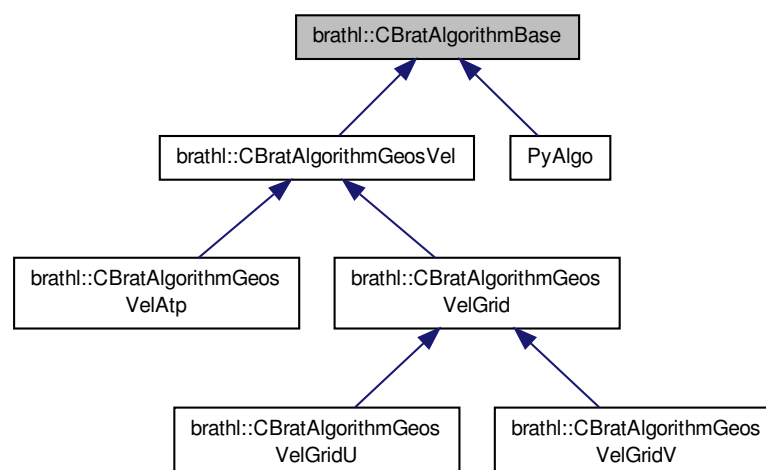 brathl::CBratAlgorithmBase
brathl::CBratAlgorithmGeosVel
PyAlgo
brathl::CBratAlgorithmGeos
VelAtp
brathl::CBratAlgorithmGeos
VelGrid
brathl::CBratAlgorithmGeos
VelGridU
brathl::CBratAlgorithmGeos
VelGridV